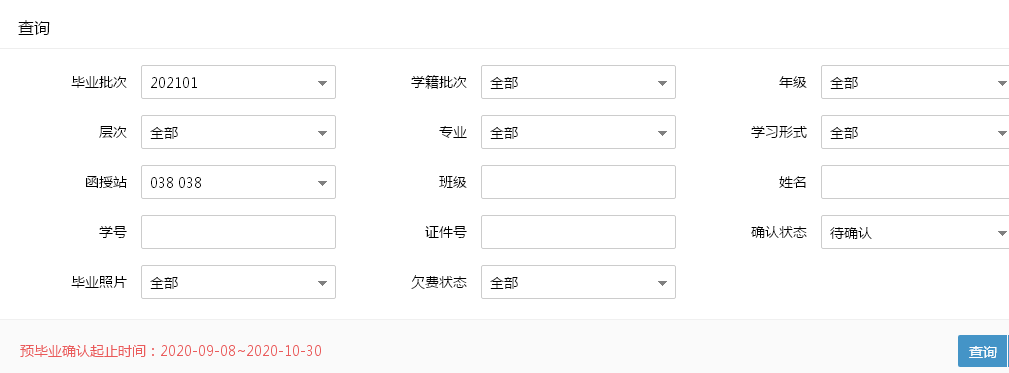 查询
毕业批次 202101 学籍批次 全部 年级 全部
层次 全部 专业 全部 学习形式 全部
函授站 038 038 班级 姓名
学号 证件号 确认状态 待确认
毕业照片 全部 欠费状态 全部
预毕业确认起止时间：2020-09-08~2020-10-30 查询